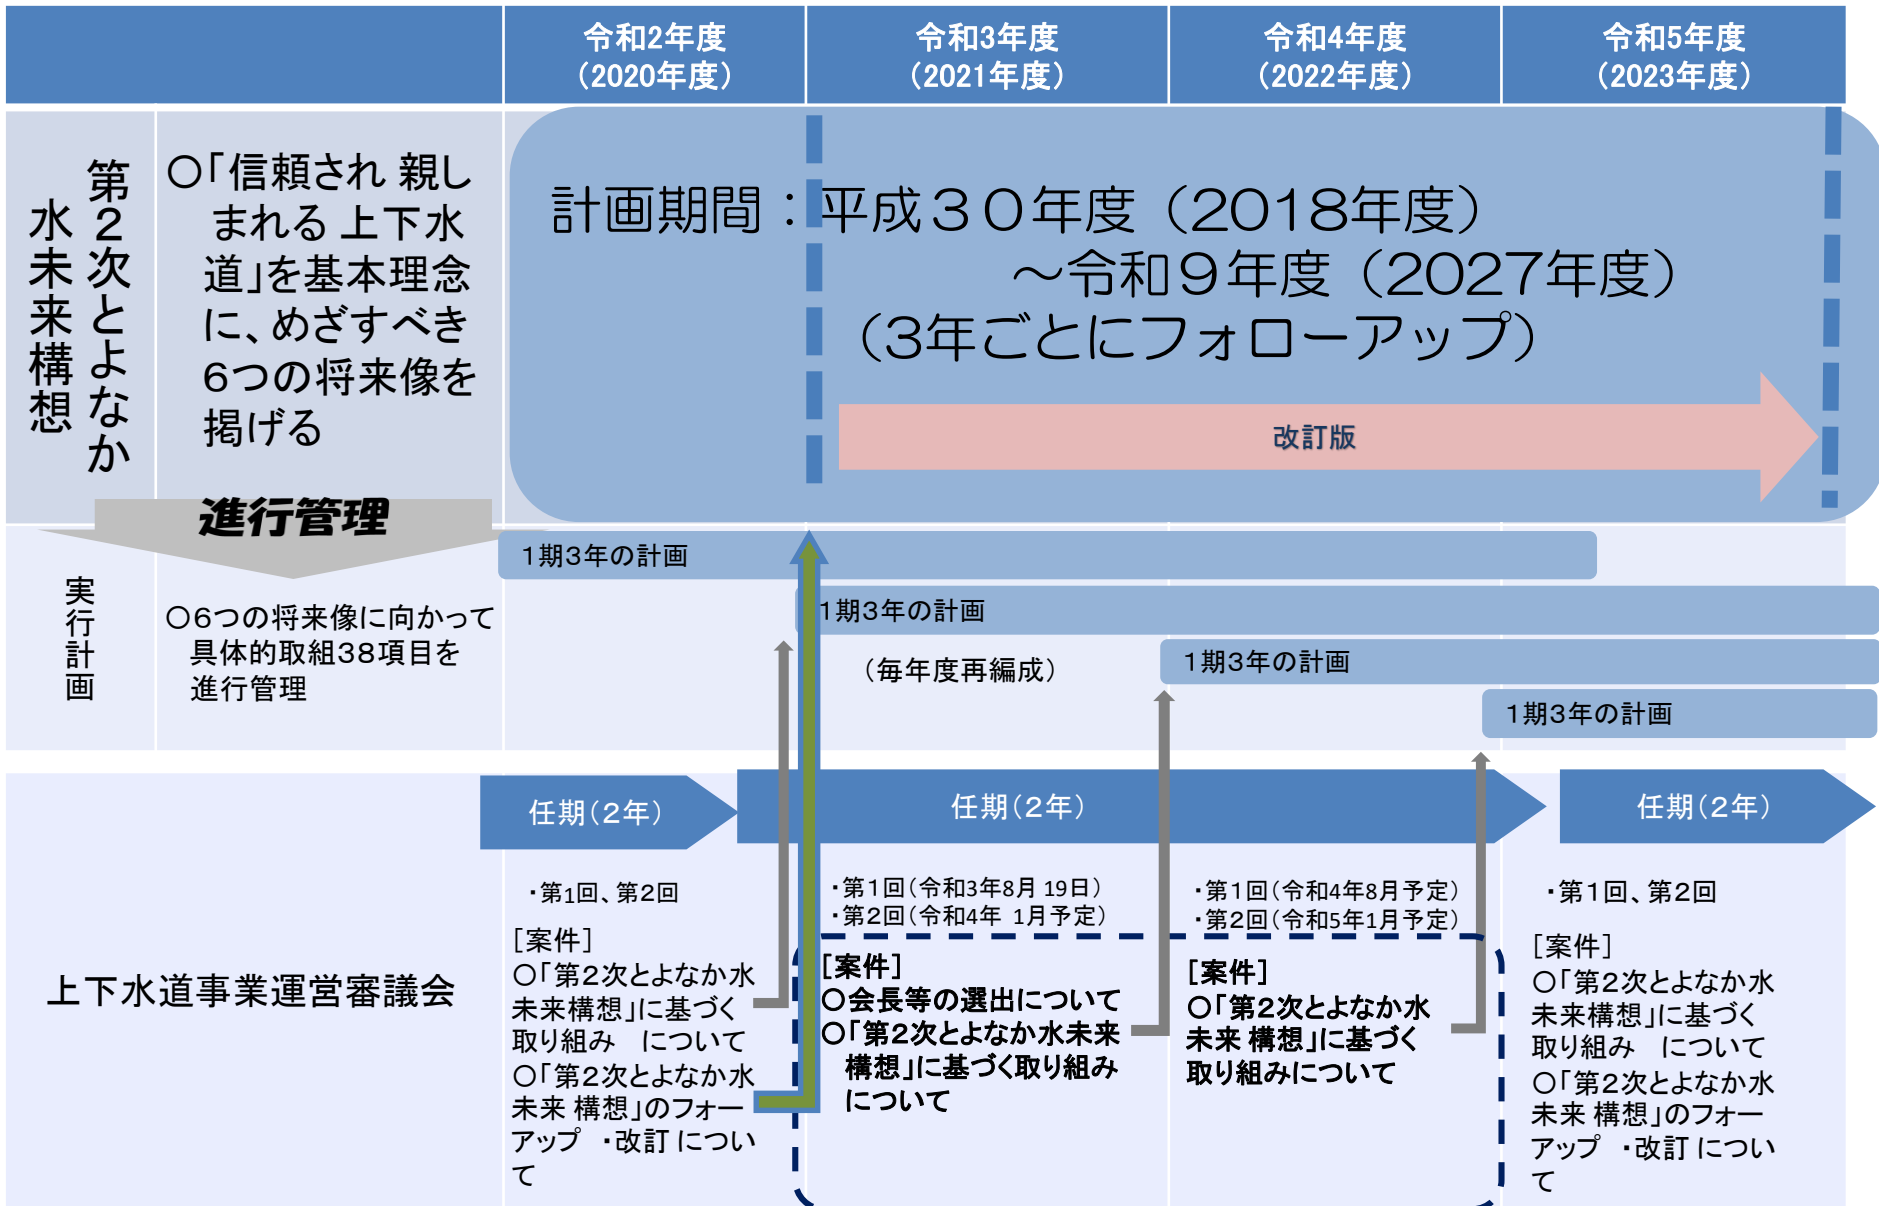 令和2年度
（2020年度）
令和3年度
（2021年度）
令和4年度
（2022年度）
令和5年度
（2023年度）
第2次とよなか
水未来構想
○「信頼され 親し
まれる 上下水
道」を基本理念
に、めざすべき
6つの将来像を
掲げる
計画期間：平成３０年度（2018年度）
～令和９年度（2027年度）
（3年ごとにフォローアップ）
改訂版
進行管理
実行計画
○6つの将来像に向かって
具体的取組38項目を
進行管理
1期3年の計画
1期3年の計画
（毎年度再編成）
1期3年の計画
1期3年の計画
上下水道事業運営審議会
任期（2年）
任期（2年）
任期（2年）
・第1回、第2回
［案件］
○「第2次とよなか水
未来構想」に基づく
取り組み　について
○「第2次とよなか水
未来 構想」のフォー
アップ　・改訂 につい
て
・第1回（令和3年8月 19日）
・第2回（令和4年 1月予定）
［案件］
○会長等の選出について
○「第2次とよなか水未来
構想」に基づく取り組み
について
・第1回（令和4年8月予定）
・第2回（令和5年1月予定）
［案件］
○「第2次とよなか水
未来 構想」に基づく
取り組みについて
・第1回、第2回
［案件］
○「第2次とよなか水
未来構想」に基づく
取り組み　について
○「第2次とよなか水
未来 構想」のフォー
アップ　・改訂 につい
て